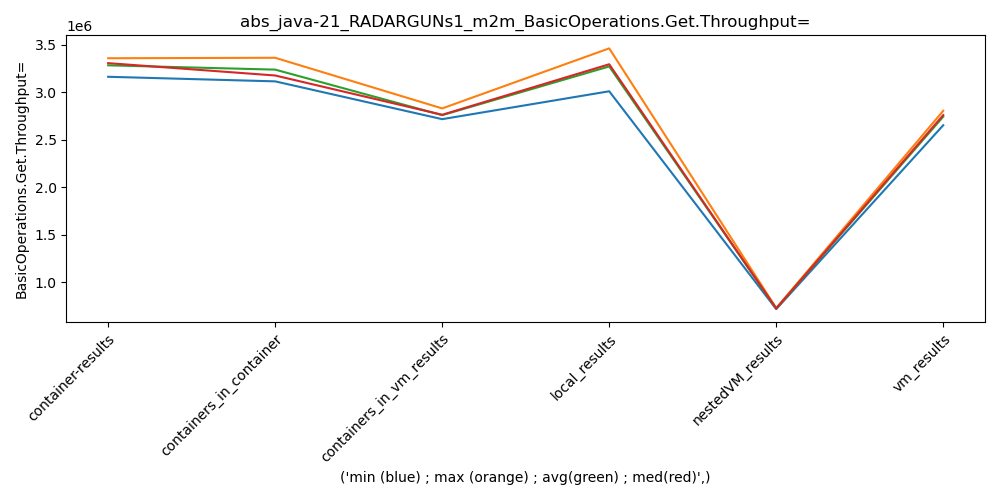 abs_java-21_RADARGUNs1_m2m_BasicOperations.Get.Throughput=
1e6
3.5
3.0
2.5
2.0
1.5
1.0
BasicOperations.Get.Throughput=
container-results
containers_in_container
containers_in_vm_results
local_results
nestedVM_results
vm_results
('min (blue) ; max (orange) ; avg(green) ; med(red)',)